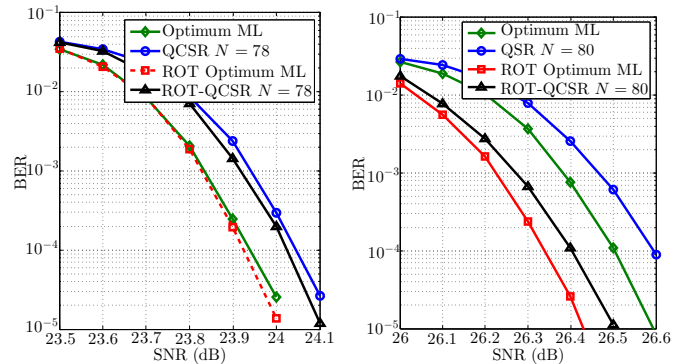 10^−1
10^−2
10^−3
10^−4
10^−5
BER
Optimum ML
QCSR N = 78
ROT Optimum ML
ROT-QCSR N = 78
23.5 23.6 23.7 23.8 23.9 24 24.1
SNR (dB)
10^−1
10^−2
10^−3
10^−4
10^−5
BER
Optimum ML
QSR N = 80
ROT Optimum ML
ROT-QCSR N = 80
26 26.1 26.2 26.3 26.4 26.5 26.6
SNR (dB)